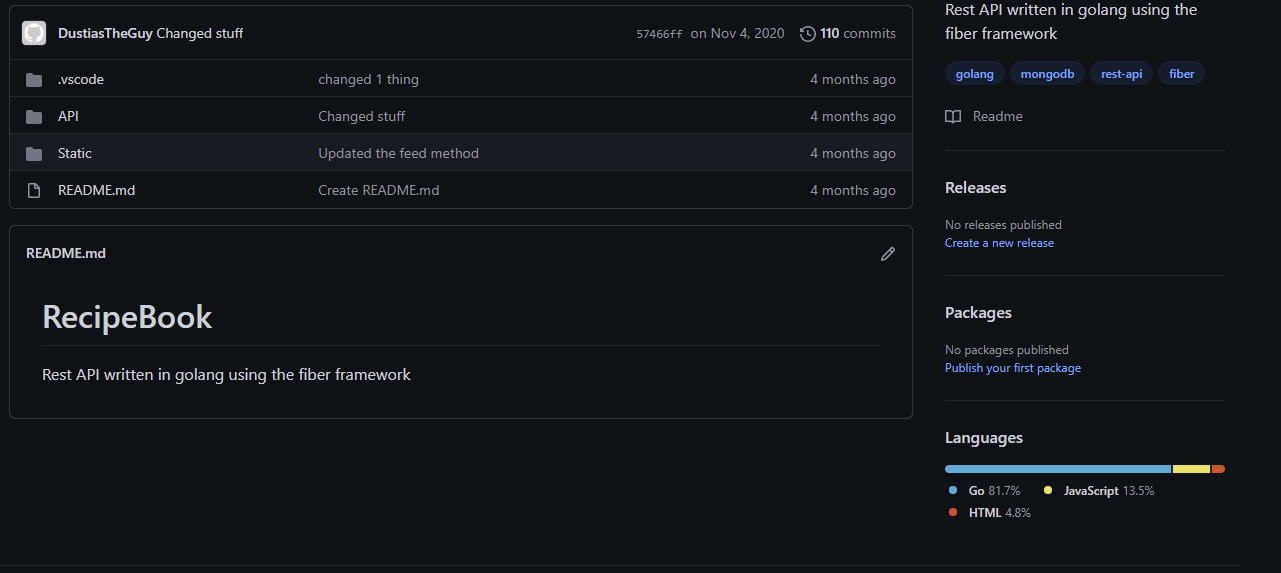 DustiasTheGuy Changed stuff 57466ff on Nov 4, 2020 110 commits
.vscode changed 1 thing 4 months ago
API Changed stuff 4 months ago
Static Updated the feed method 4 months ago
README.md Create README.md 4 months ago
README.md
RecipeBook
Rest API written in golang using the fiber framework
Rest API written in golang using the
fiber framework
golang mongodb rest-api fiber
Readme
Releases
No releases published
Create a new release
Packages
No packages published
Publish your first package
Languages
Go 81.7% JavaScript 13.5%
HTML 4.8%